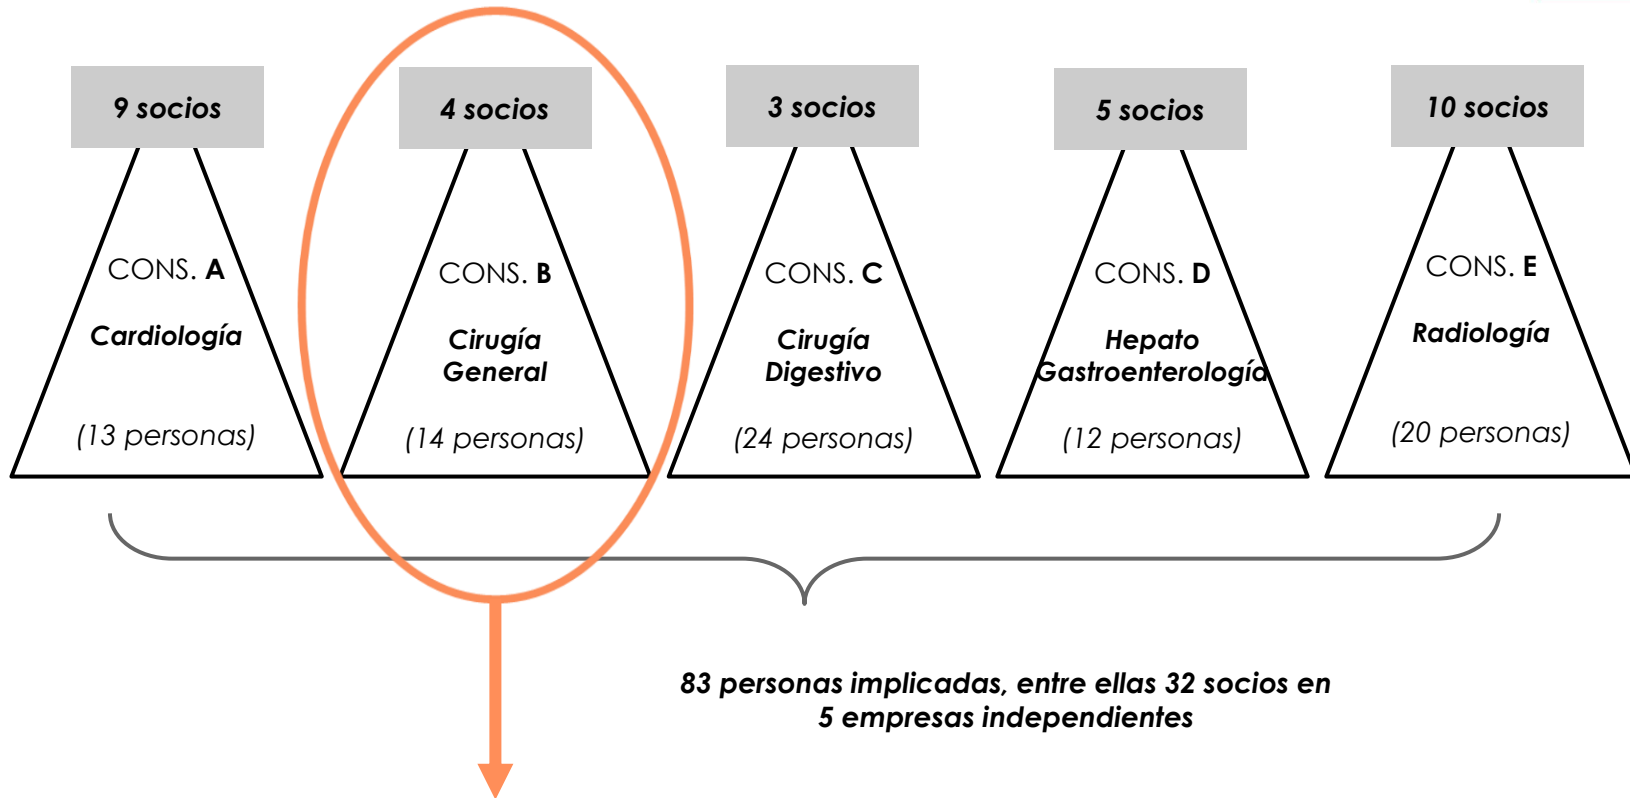 9 socios
4 socios
3 socios
5 socios
10 socios
CONS. A
Cardiología
(13 personas)
CONS. B
Cirugía
General
(14 personas)
CONS. C
Cirugía
Digestivo
(24 personas)
CONS. D
Hepato
Gastroenterología
(12 personas)
CONS. E
Radiología
(20 personas)
83 personas implicadas, entre ellas 32 socios en
5 empresas independientes